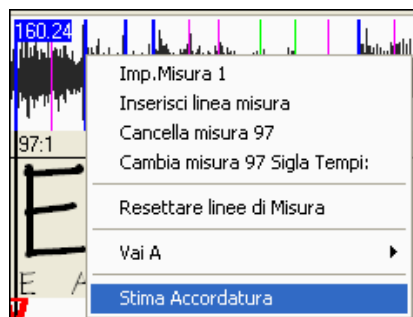 160.24
Imp.Misura 1
Inserisci linea misura
Cancella misura 97
97:1
Cambia misura 97 Sigla Tempi:
E
Resettare linee di Misura
Vai A
E A
Stima Accordatura